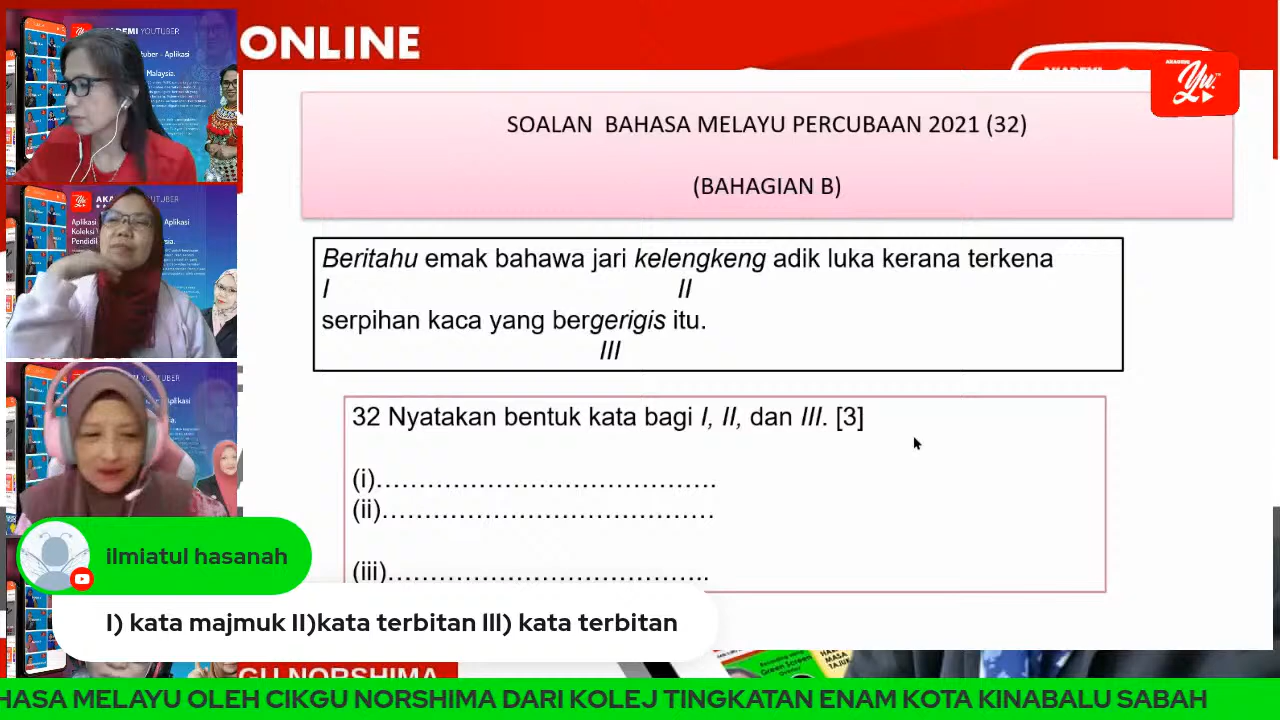 ONLINE
SOALAN BAHASA MELAYU PERCUBAAN 2021 (32)
(BAHAGIAN B)
Beritahu emak bahawa jari kelengkeng adik luka kerana terkena
I II
serpihan kaca yang bergerigis itu.
III
32 Nyatakan bentuk kata bagi I, II, dan III. [3]
(i)……………………………………
(ii)……………………………………
(iii)…………………………………..
ilmiatul hasanah
I) kata majmuk II)kata terbitan III) kata terbitan
GU NORSHIMA
HASA MELAYU OLEH CIKGU NORSHIMA DARI KOLEJ TINGKATAN ENAM KOTA KINABALU SABAH